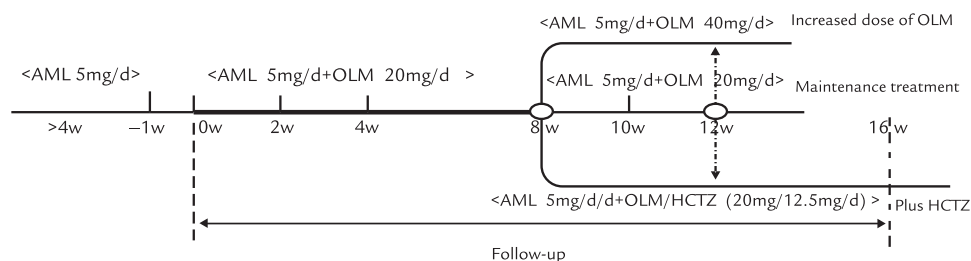 <AML 5mg/d+OLM 40mg/d> Increased dose of OLM
<AML 5mg/d> <AML 5mg/d+OLM 20mg/d > <AML 5mg/d+OLM 20mg/d> Maintenance treatment
>4w −1w 0w 2w 4w 8 w 10w 12w 16 w
<AML 5mg/d/d+OLM/HCTZ (20mg/12.5mg/d) > Plus HCTZ
Follow-up